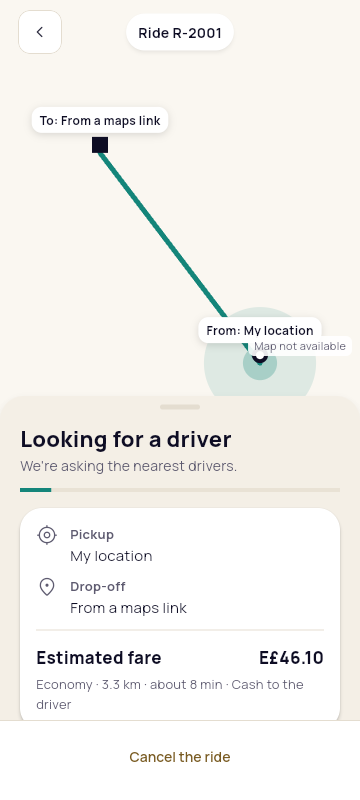 Ride R-2001
To: From a maps link
From: My location
Map not available
Looking for a driver
We're asking the nearest drivers.
Pickup
My location
Drop-off
From a maps link
Estimated fare E£46.10
Economy · 3.3 km · about 8 min · Cash to the
driver
Cancel the ride